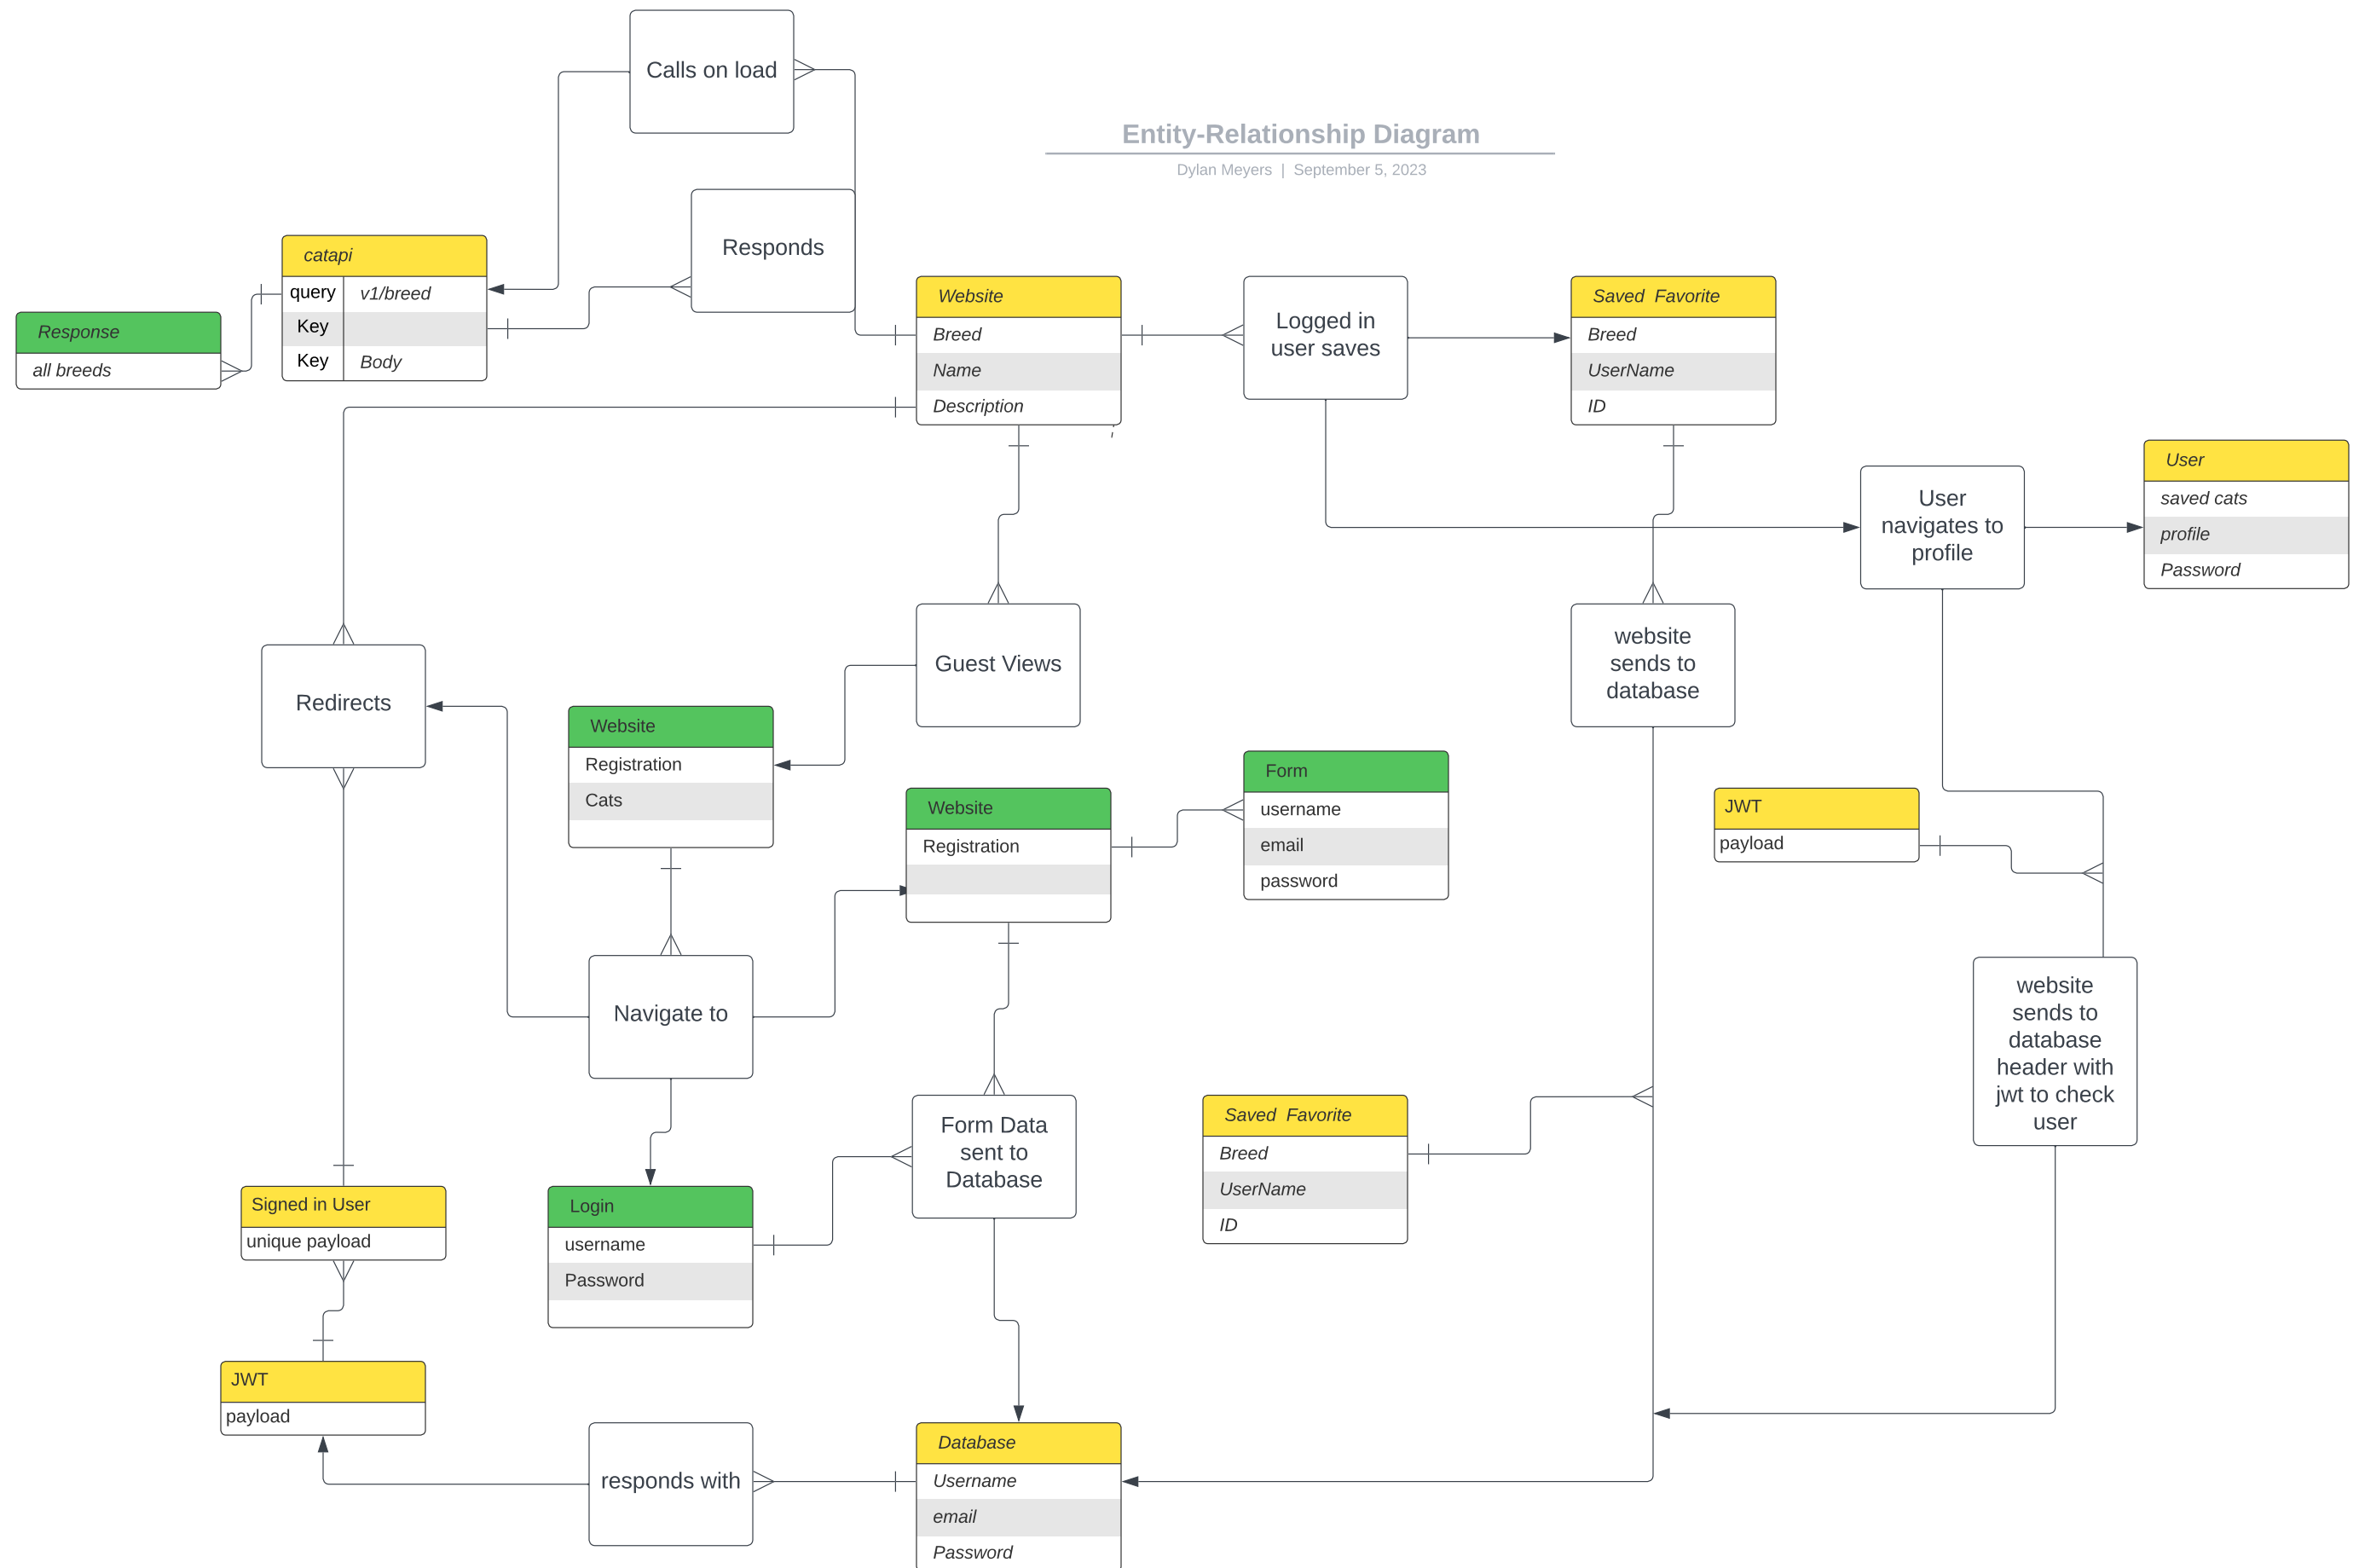 Calls on load
Entity-Relationship Diagram
Dylan Meyers | September 5, 2023
Responds
catapi
query v1/breed
Key
Key Body
Response
all breeds
Website
Breed
Name
Description
Logged in
user saves
Saved Favorite
Breed
UserName
ID
User
saved cats
profile
Password
User
navigates to
profile
Redirects
Guest Views
website
sends to
database
Website
Registration
Cats
Website
Registration
Form
username
email
password
JWT
payload
Navigate to
website
sends to
database
header with
jwt to check
user
Form Data
sent to
Database
Saved Favorite
Breed
UserName
ID
Signed in User
unique payload
Login
username
Password
JWT
payload
responds with
Database
Username
email
Password